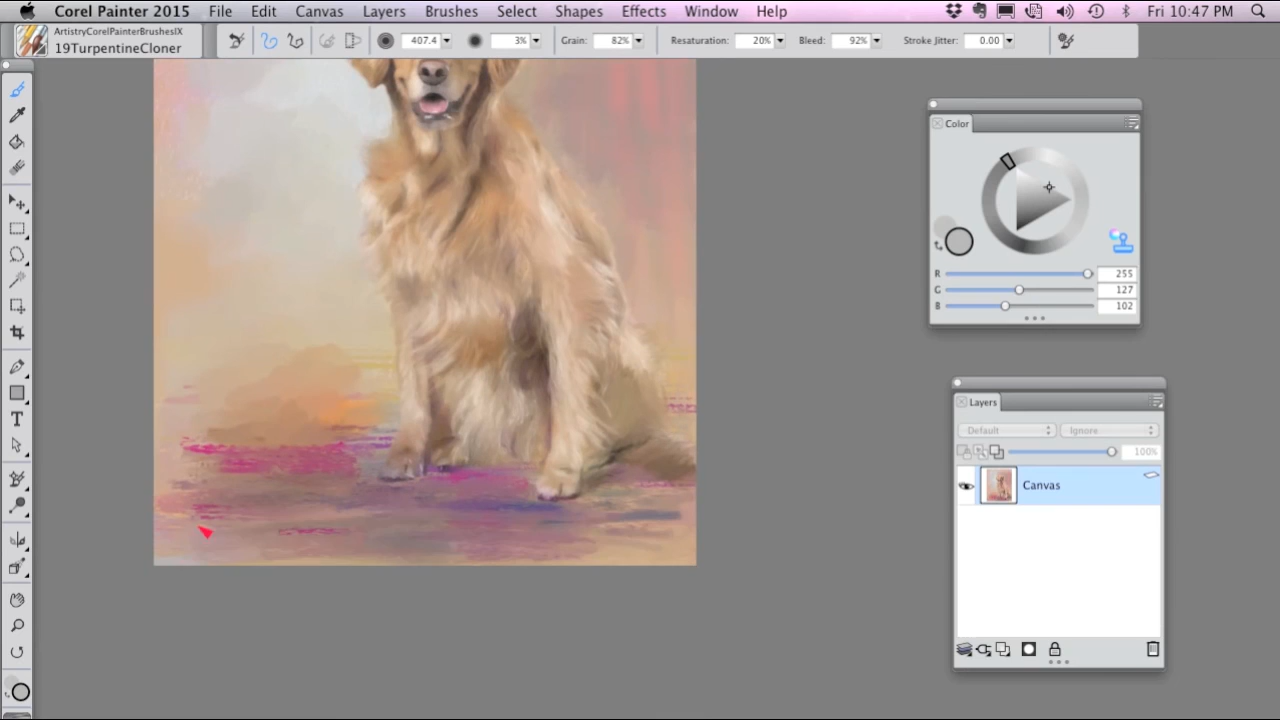 Corel Painter 2015 File Edit Canvas Layers Brushes Select Shapes Effects Window Help Fri 10:47 PM
ArtistryCorelPainterBrushesIX
19TurpentineCloner
407.4 3% Grain: 82% Resaturation: 20% Bleed: 92% Stroke Jitter: 0.00
Color
R 255
G 127
B 102
Layers
Default Ignore
100%
Canvas
T